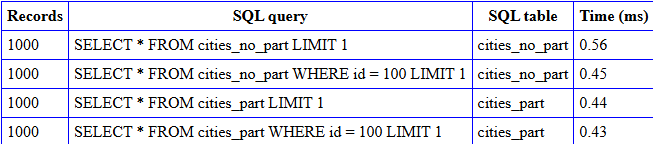 Records SQL query SQL table Time (ms)
1000 SELECT * FROM cities_no_part LIMIT 1 cities_no_part 0.56
1000 SELECT * FROM cities_no_part WHERE id = 100 LIMIT 1 cities_no_part 0.45
1000 SELECT * FROM cities_part LIMIT 1 cities_part 0.44
1000 SELECT * FROM cities_part WHERE id = 100 LIMIT 1 cities_part 0.43